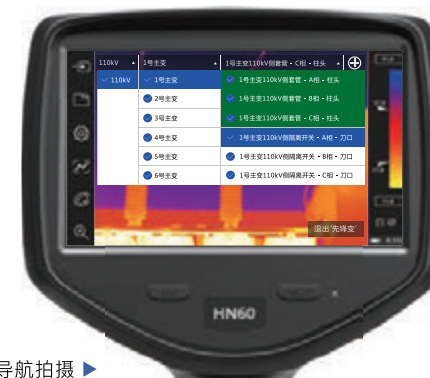 110kV 1号主变 1号主变110kV侧套管 - C相 - 柱头
110kV 1号主变 1号主变110kV侧套管 - A相 - 柱头
2号主变 1号主变110kV侧套管 - B相 - 柱头
3号主变 1号主变110kV侧套管 - C相 - 柱头
4号主变 1号主变110kV侧隔离开关 - A相 - 刀口
5号主变 1号主变110kV侧隔离开关 - B相 - 刀口
6号主变 1号主变110kV侧隔离开关 - C相 - 刀口
退出“先锋变”
HN60
导航拍摄